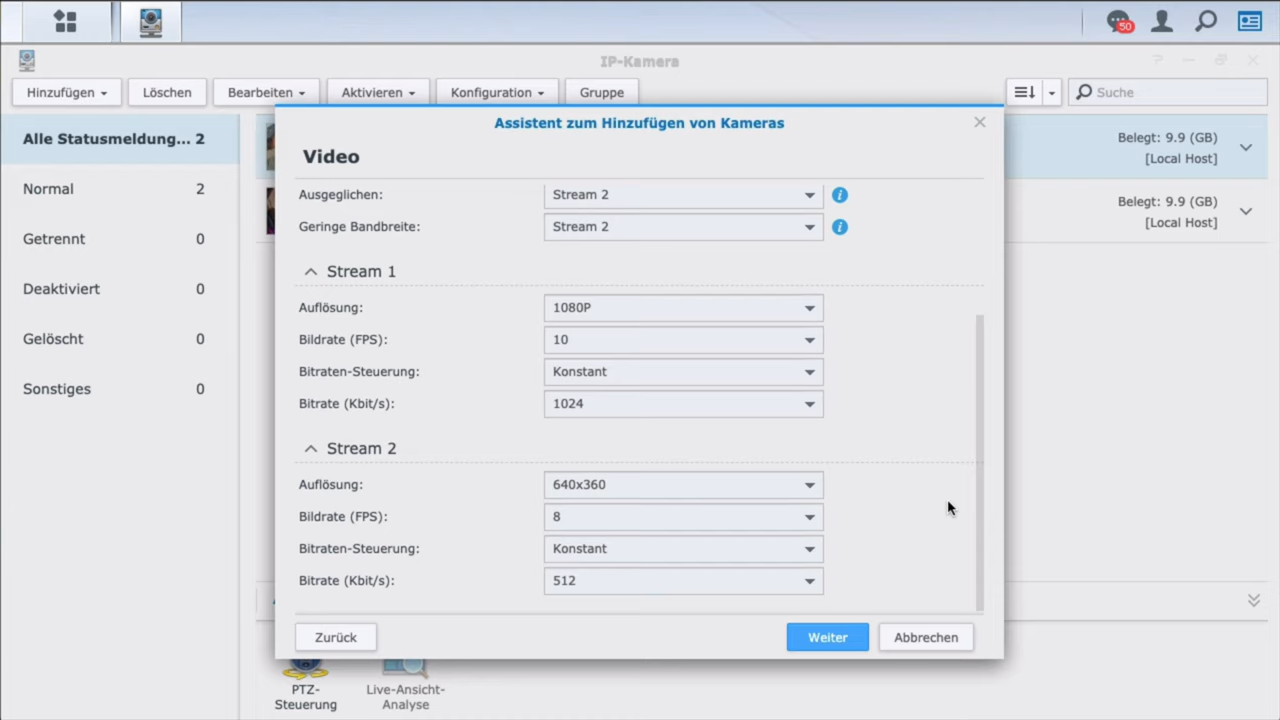 50
IP-Kamera
Hinzufügen
Löschen
Bearbeiten
Aktivieren
Konfiguration
Gruppe
Suche
Alle Statusmeldung... 2
Normal 2
Getrennt 0
Deaktiviert 0
Gelöscht 0
Sonstiges 0
Belegt: 9.9 (GB)
[Local Host]
Belegt: 9.9 (GB)
[Local Host]
Assistent zum Hinzufügen von Kameras
Video
Ausgeglichen: Stream 2
Geringe Bandbreite: Stream 2
Stream 1
Auflösung: 1080P
Bildrate (FPS): 10
Bitraten-Steuerung: Konstant
Bitrate (Kbit/s): 1024
Stream 2
Auflösung: 640x360
Bildrate (FPS): 8
Bitraten-Steuerung: Konstant
Bitrate (Kbit/s): 512
Zurück
Weiter
Abbrechen
PTZ-
Steuerung
Live-Ansicht-
Analyse